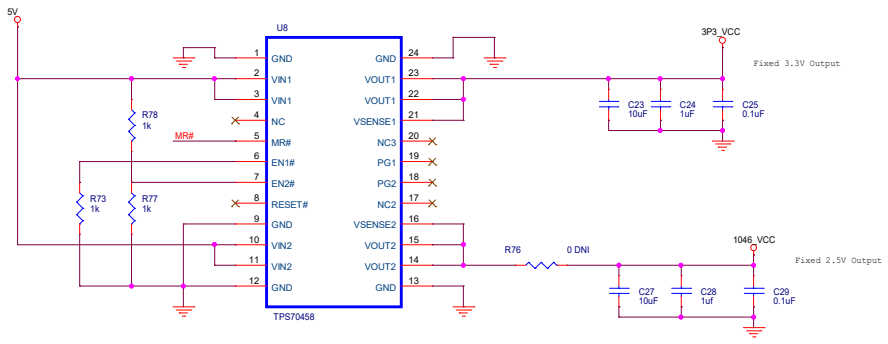 5V
U8
3P3_VCC
Fixed 3.3V Output
1 GND GND 24
2 VIN1 VOUT1 23
3 VIN1 VOUT1 22
4 NC VSENSE1 21
MR# 5 MR# NC3 20
6 EN1# PG1 19
7 EN2# PG2 18
8 RESET# NC2 17
9 GND VSENSE2 16
10 VIN2 VOUT2 15
11 VIN2 VOUT2 14
12 GND GND 13
TPS70458
R78
1k
R73
1k
R77
1k
C23
10uF
C24
1uF
C25
0.1uF
R76 0 DNI
1046_VCC
Fixed 2.5V Output
C27
10uF
C28
1uf
C29
0.1uF